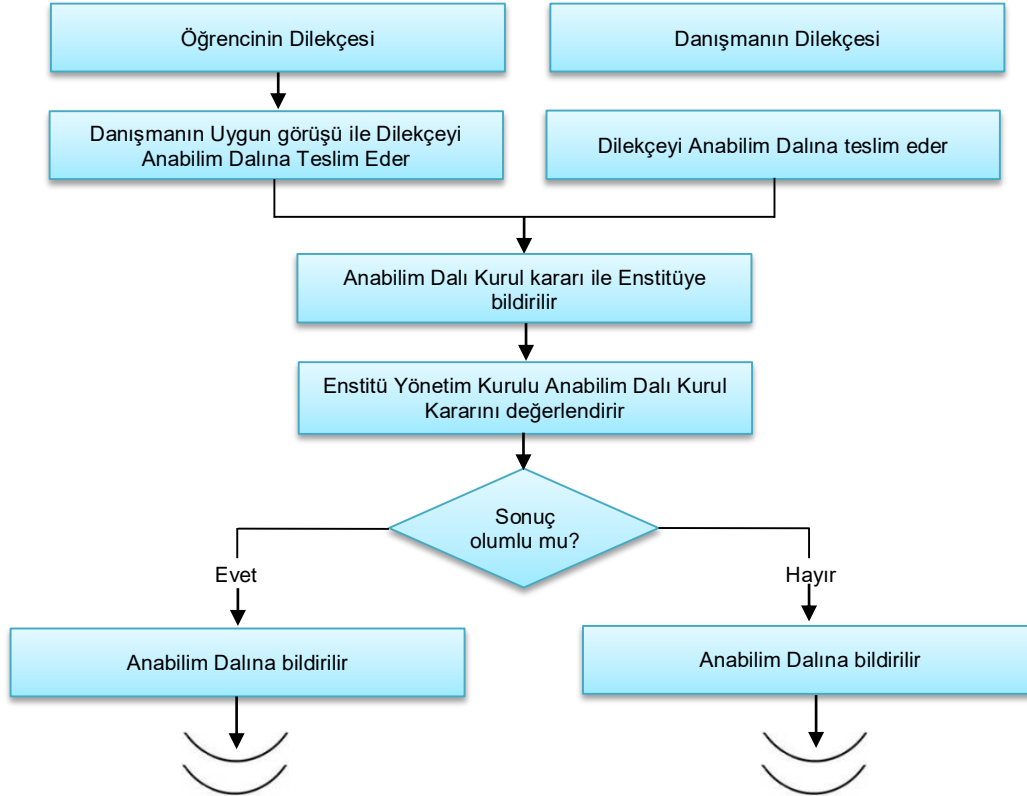 Öğrencinin Dilekçesi
Danışmanın Dilekçesi
Danışmanın Uygun görüşü ile Dilekçeyi
Anabilim Dalına Teslim Eder
Dilekçeyi Anabilim Dalına teslim eder
Anabilim Dalı Kurul kararı ile Enstitüye
bildirilir
Enstitü Yönetim Kurulu Anabilim Dalı Kurul
Kararını değerlendirir
Sonuç
olumlu mu?
Evet
Hayır
Anabilim Dalına bildirilir
Anabilim Dalına bildirilir